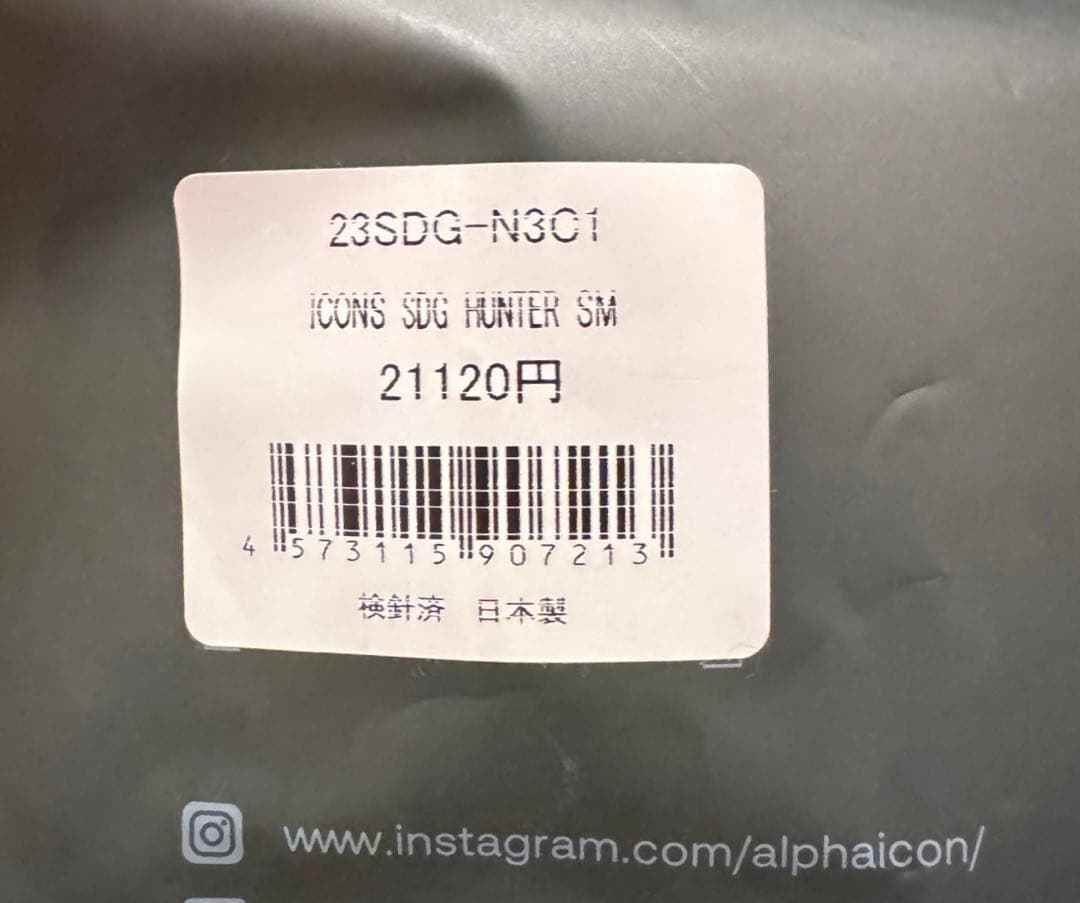 23SDG-N3C1
ICONS SDG HUNTER SM
21120円
4 573115 907213
検針済 日本製
www.instagram.com/alphaicon/